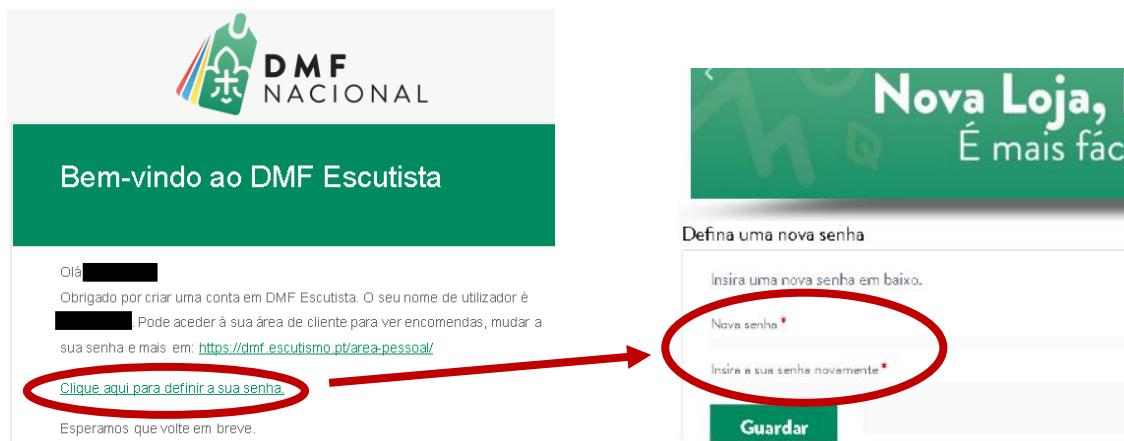 DMF
NACIONAL
Bem-vindo ao DMF Escutista
Olá
Obrigado por criar uma conta em DMF Escutista. O seu nome de utilizador é
. Pode aceder à sua área de cliente para ver encomendas, mudar a
sua senha e mais em: https://dmf.escutismo.pt/area-pessoal/
Clique aqui para definir a sua senha.
Esperamos que volte em breve.
Nova Loja,
É mais fác
Defina uma nova senha
Insira uma nova senha em baixo.
Nova senha *
Insira a sua senha novamente *
Guardar